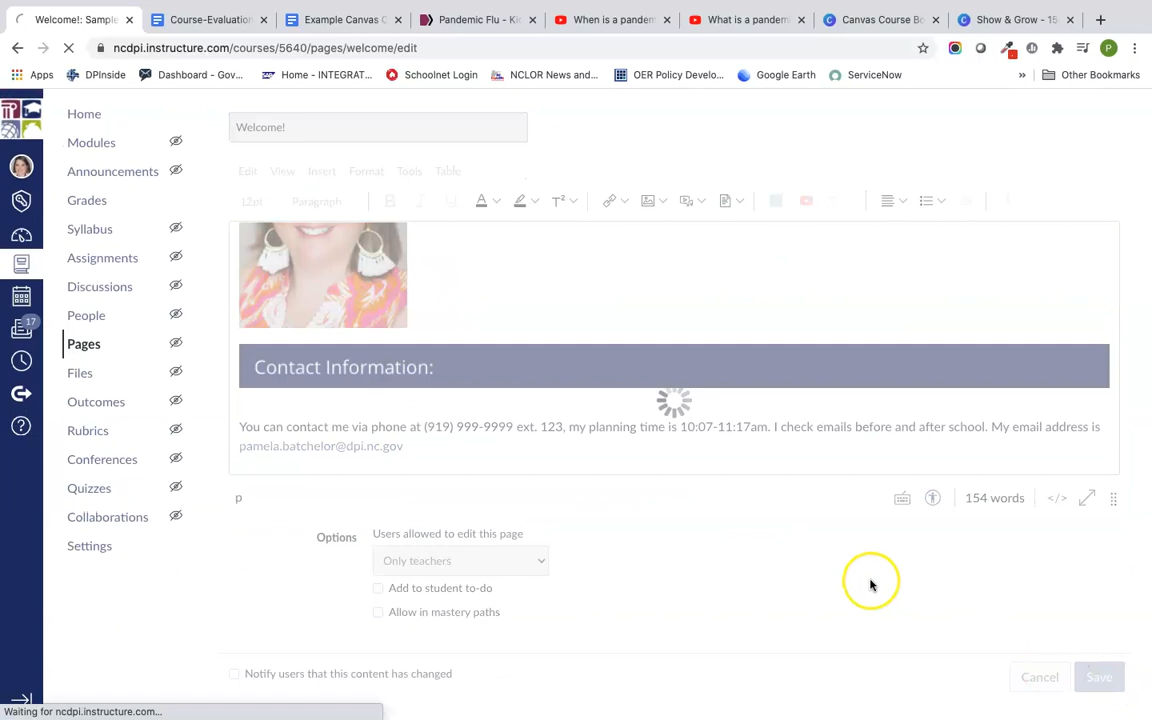 Welcome!: Sample
Course-Evaluation
Example Canvas C
Pandemic Flu - Ki
When is a pandem
What is a pandem
Canvas Course Bo
Show & Grow - 15
ncdpi.instructure.com/courses/5640/pages/welcome/edit
P
Apps
DPInside
Dashboard - Gov...
Home - INTEGRAT...
Schoolnet Login
NCLOR News and...
OER Policy Develo...
Google Earth
ServiceNow
»
Other Bookmarks
Home
Modules
Announcements
Grades
Syllabus
Assignments
Discussions
People
17
Pages
Files
Outcomes
Rubrics
Conferences
Quizzes
Collaborations
Settings
Welcome!
Edit View Insert Format Tools Table
12pt Paragraph B I U A T²
Contact Information:
You can contact me via phone at (919) 999-9999 ext. 123, my planning time is 10:07-11:17am. I check emails before and after school. My email address is
pamela.batchelor@dpi.nc.gov
p
154 words
</>
Options
Users allowed to edit this page
Only teachers
Add to student to-do
Allow in mastery paths
Notify users that this content has changed
Cancel
Save
Waiting for ncdpi.instructure.com...